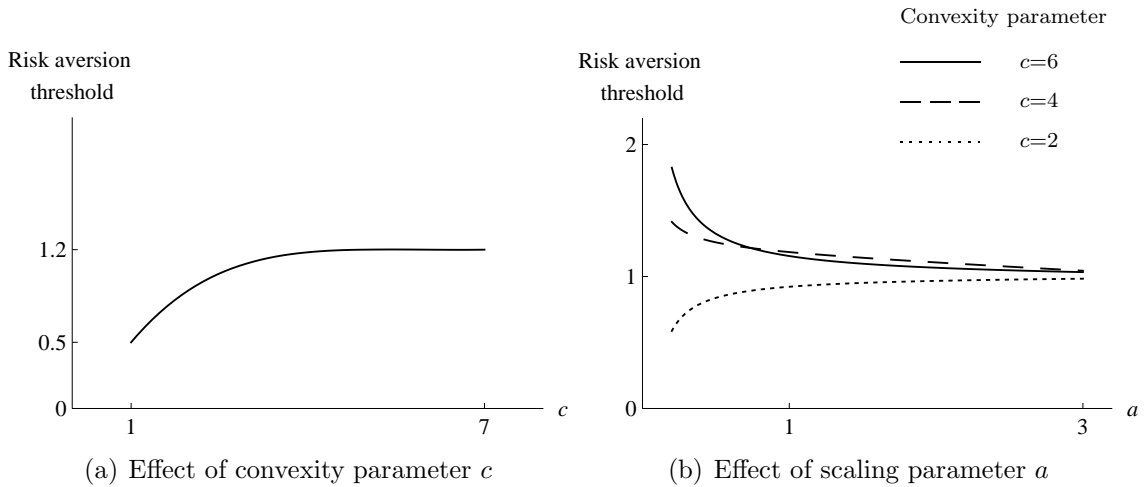 Risk aversion
threshold
1.2
0.5
0
1
7
c
(a) Effect of convexity parameter c
Convexity parameter
c=6
c=4
c=2
Risk aversion
threshold
2
1
0
1
3
a
(b) Effect of scaling parameter a